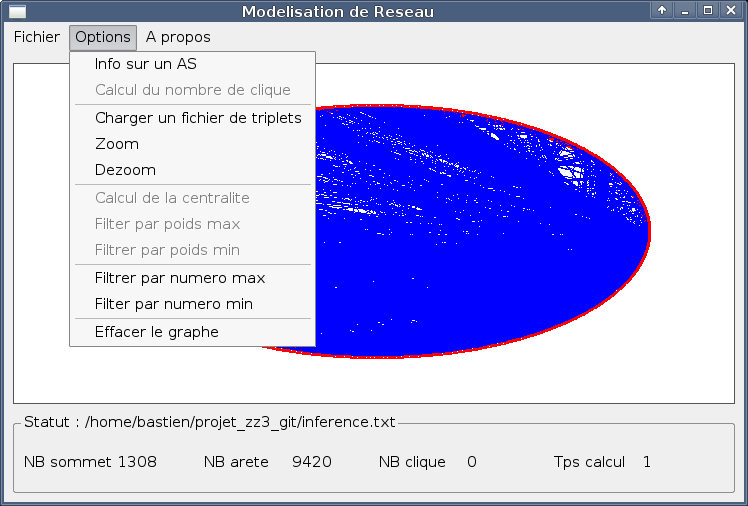 Modelisation de Reseau
Fichier Options A propos
Info sur un AS
Calcul du nombre de clique
Charger un fichier de triplets
Zoom
Dezoom
Calcul de la centralite
Filter par poids max
Filtrer par poids min
Filtrer par numero max
Filter par numero min
Effacer le graphe
Statut : /home/bastien/projet_zz3_git/inference.txt
NB sommet 1308 NB arete 9420 NB clique 0 Tps calcul 1